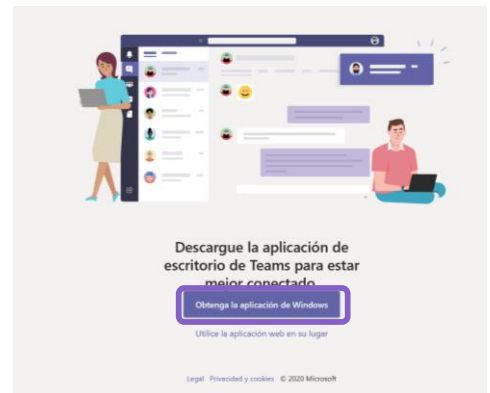 Descargue la aplicación de
escritorio de Teams para estar
mejor conectado
Obtenga la aplicación de Windows
Utilice la aplicación web en su lugar
Legal Privacidad y cookies © 2020 Microsoft